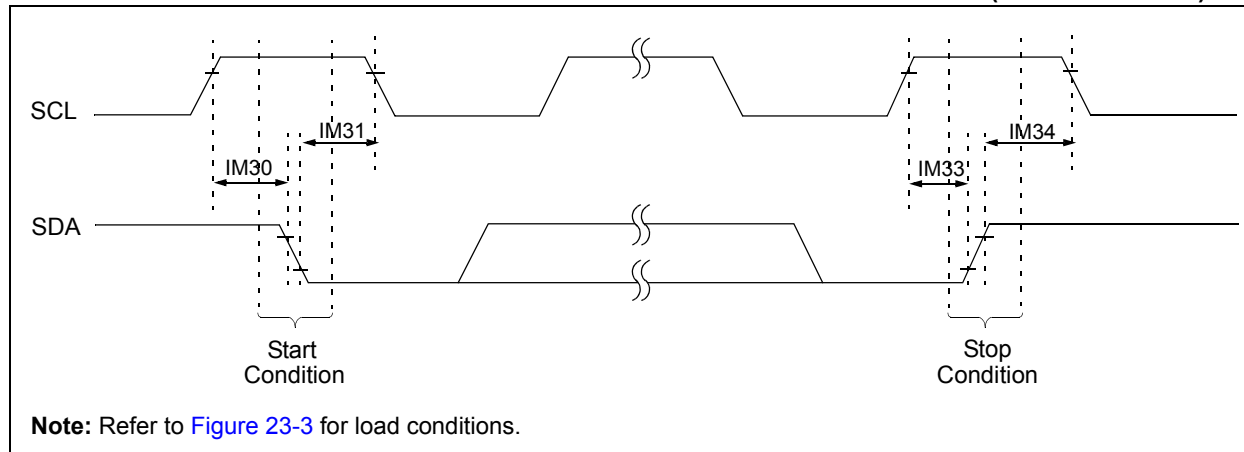 SCL
IM31
IM34
IM30
IM33
SDA
Start
Condition
Stop
Condition
Note: Refer to Figure 23-3 for load conditions.